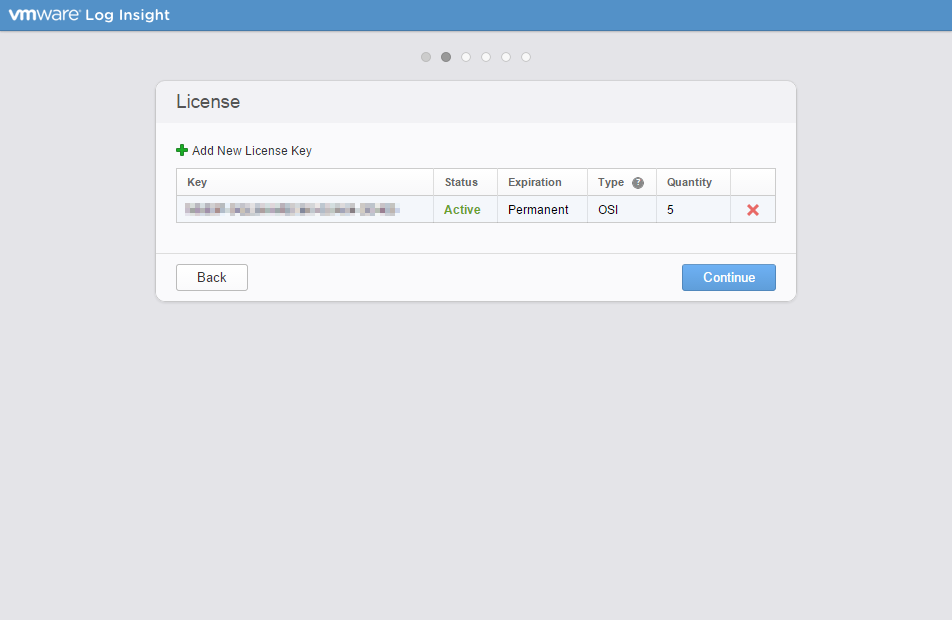 vmware® Log Insight
License
Add New License Key
Key Status Expiration Type ? Quantity
Active Permanent OSI 5
Back Continue